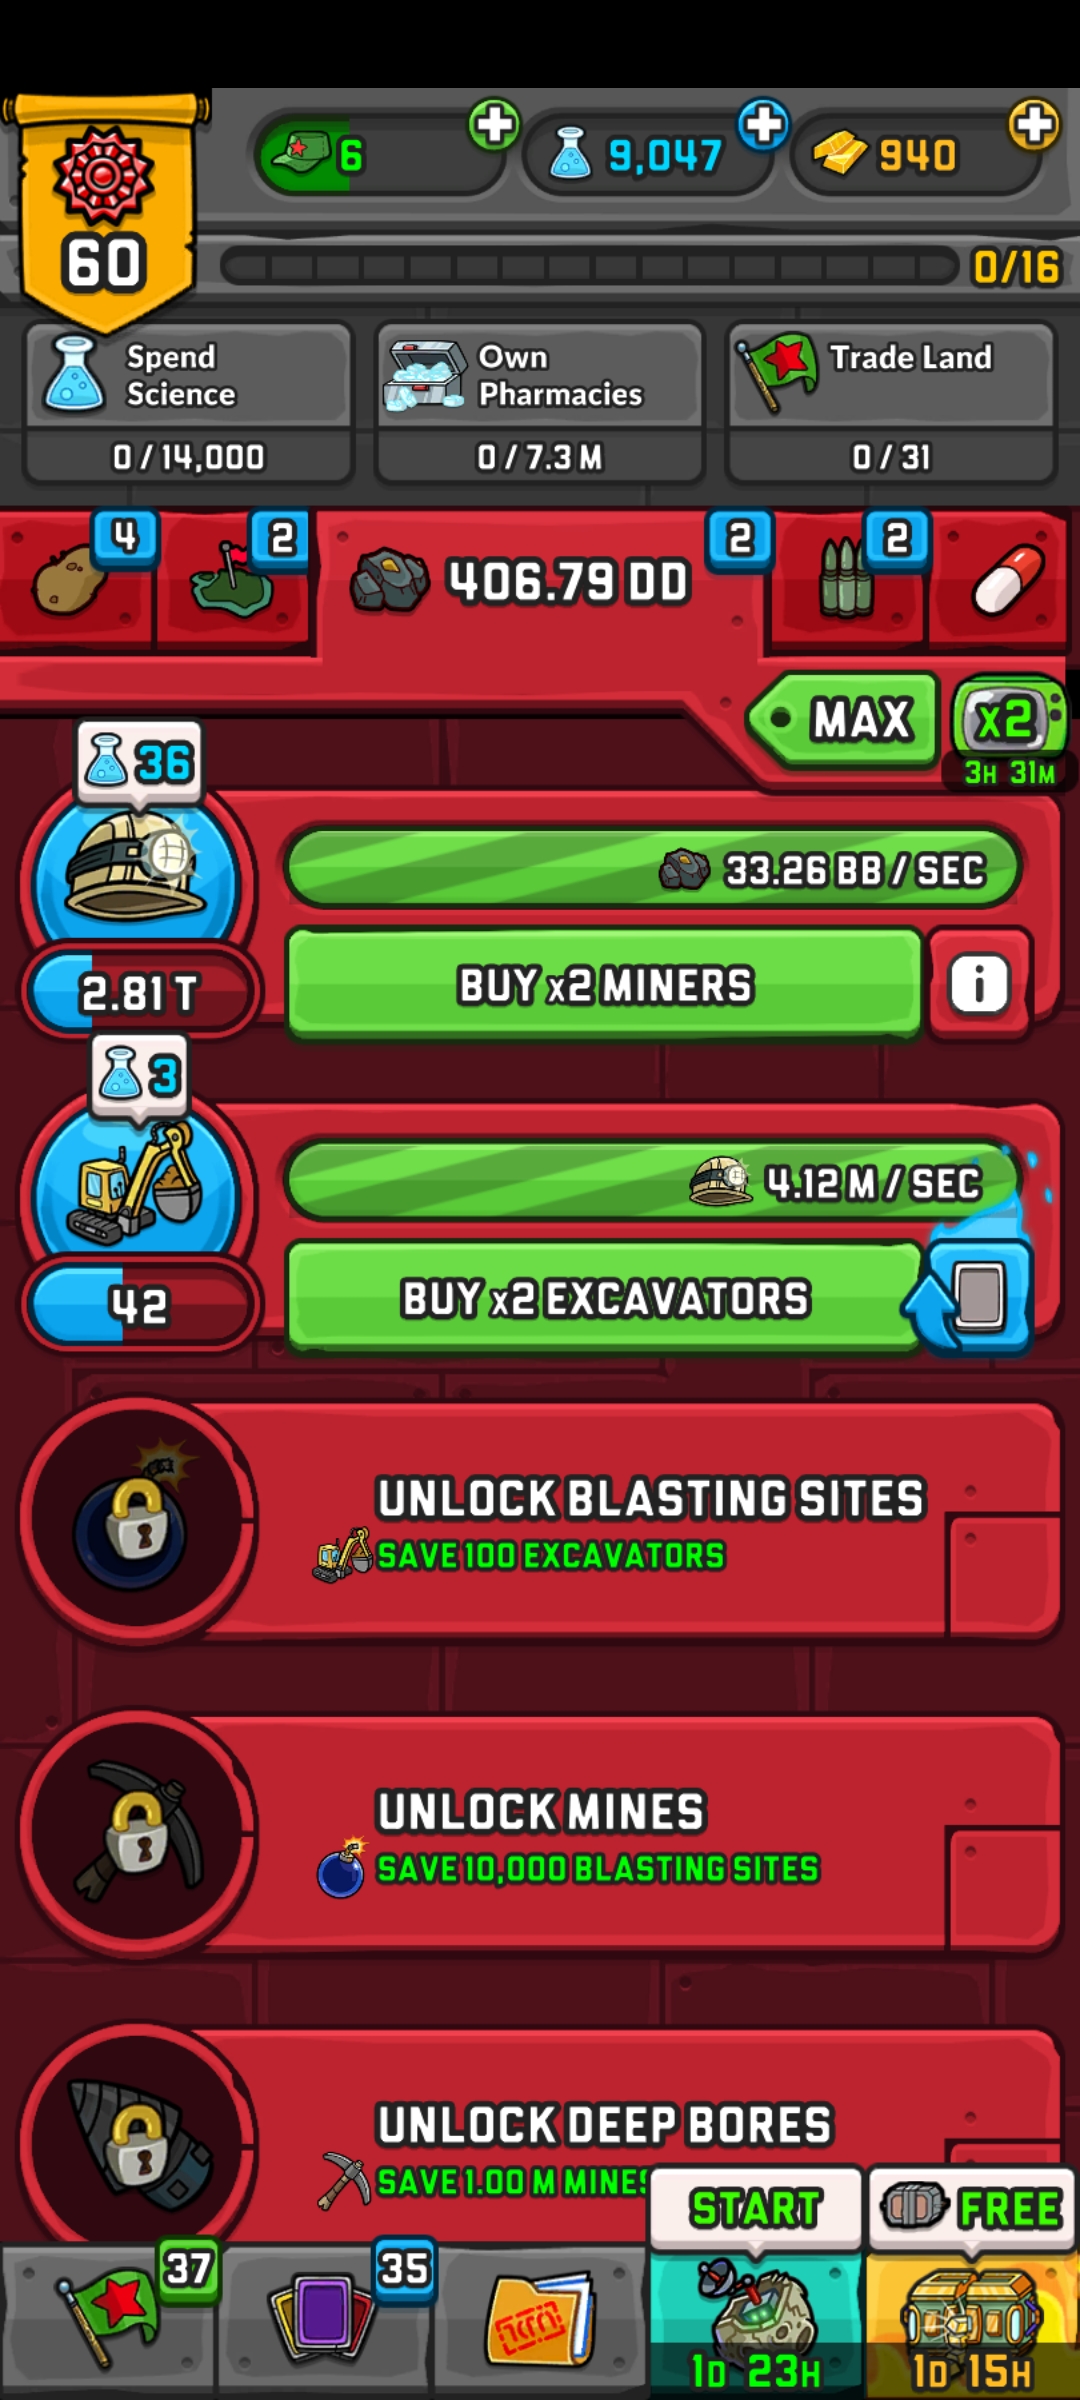 6
9,047
940
60
0/16
Spend
Science
0 / 14,000
Own
Pharmacies
0 / 7.3 M
Trade Land
0 / 31
4
2
406.79 DD
2
2
MAX
x2
3H 31M
36
33.26 BB / SEC
2.81 T
BUY x2 MINERS
i
3
4.12 M / SEC
42
BUY x2 EXCAVATORS
UNLOCK BLASTING SITES
SAVE 100 EXCAVATORS
UNLOCK MINES
SAVE 10,000 BLASTING SITES
UNLOCK DEEP BORES
SAVE 1.00 M MINES
START
FREE
37
35
1D 23H
1D 15H